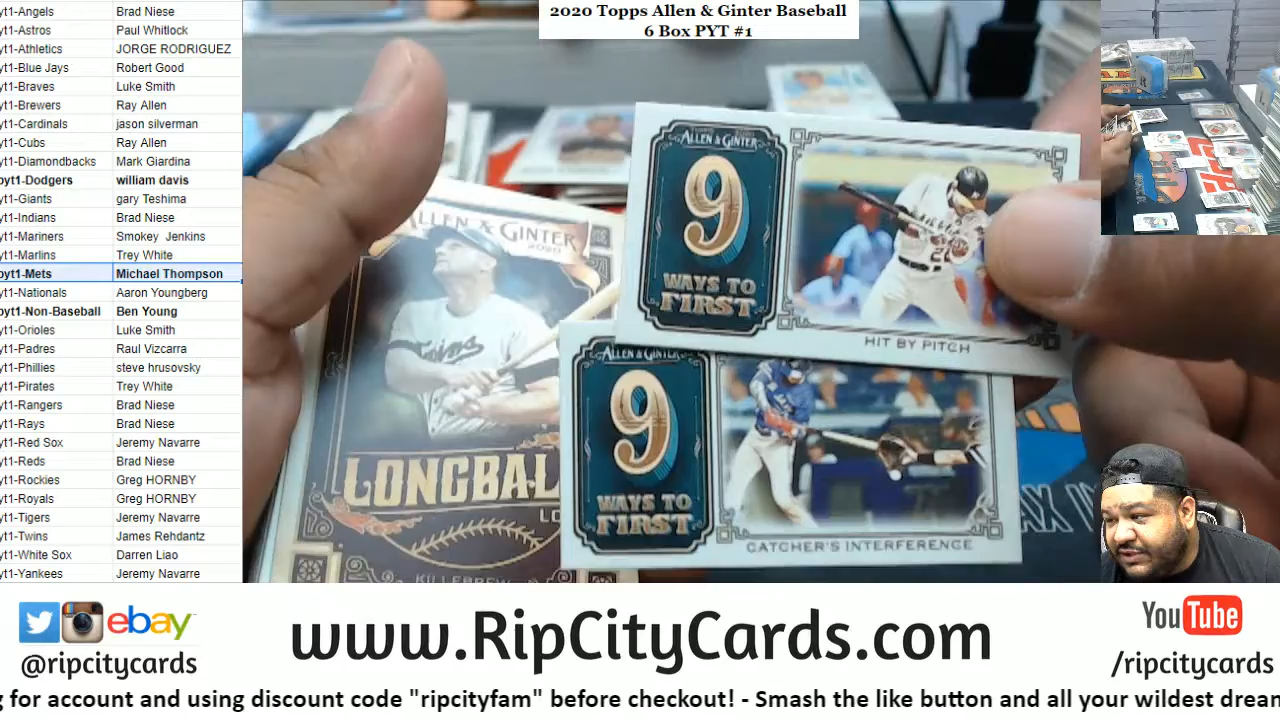 2020 Topps Allen & Ginter Baseball
6 Box PYT #1
yt1-Angels Brad Niese
yt1-Astros Paul Whitlock
yt1-Athletics JORGE RODRIGUEZ
yt1-Blue Jays Robert Good
yt1-Braves Luke Smith
yt1-Brewers Ray Allen
yt1-Cardinals jason silverman
yt1-Cubs Ray Allen
yt1-Diamondbacks Mark Giardina
pyt1-Dodgers william davis
yt1-Giants gary Teshima
yt1-Indians Brad Niese
yt1-Mariners Smokey Jenkins
yt1-Marlins Trey White
pyt1-Mets Michael Thompson
yt1-Nationals Aaron Youngberg
pyt1-Non-Baseball Ben Young
yt1-Orioles Luke Smith
yt1-Padres Raul Vizcarra
yt1-Phillies steve hrusovsky
yt1-Pirates Trey White
yt1-Rangers Brad Niese
yt1-Rays Brad Niese
yt1-Red Sox Jeremy Navarre
yt1-Reds Brad Niese
yt1-Rockies Greg HORNBY
yt1-Royals Greg HORNBY
yt1-Tigers Jeremy Navarre
yt1-Twins James Rehdantz
yt1-White Sox Darren Liao
yt1-Yankees Jeremy Navarre
ALLEN & GINTER
2020
Twins
LONGBAL
LO
KILLEBREW
ALLEN & GINTER
9
WAYS TO
FIRST
HIT BY PITCH
ALLEN & GINTER
9
WAYS TO
FIRST
CATCHER'S INTERFERENCE
ebay
@ripcitycards
www.RipCityCards.com
YouTube
/ripcitycards
g for account and using discount code "ripcityfam" before checkout! - Smash the like button and all your wildest drean